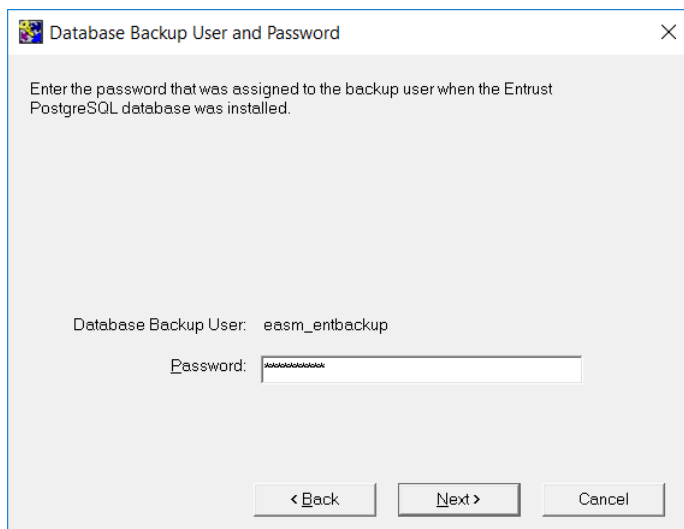 Database Backup User and Password
Enter the password that was assigned to the backup user when the Entrust
PostgreSQL database was installed.
Database Backup User: easm_entbackup
Password: ***********
< Back Next > Cancel